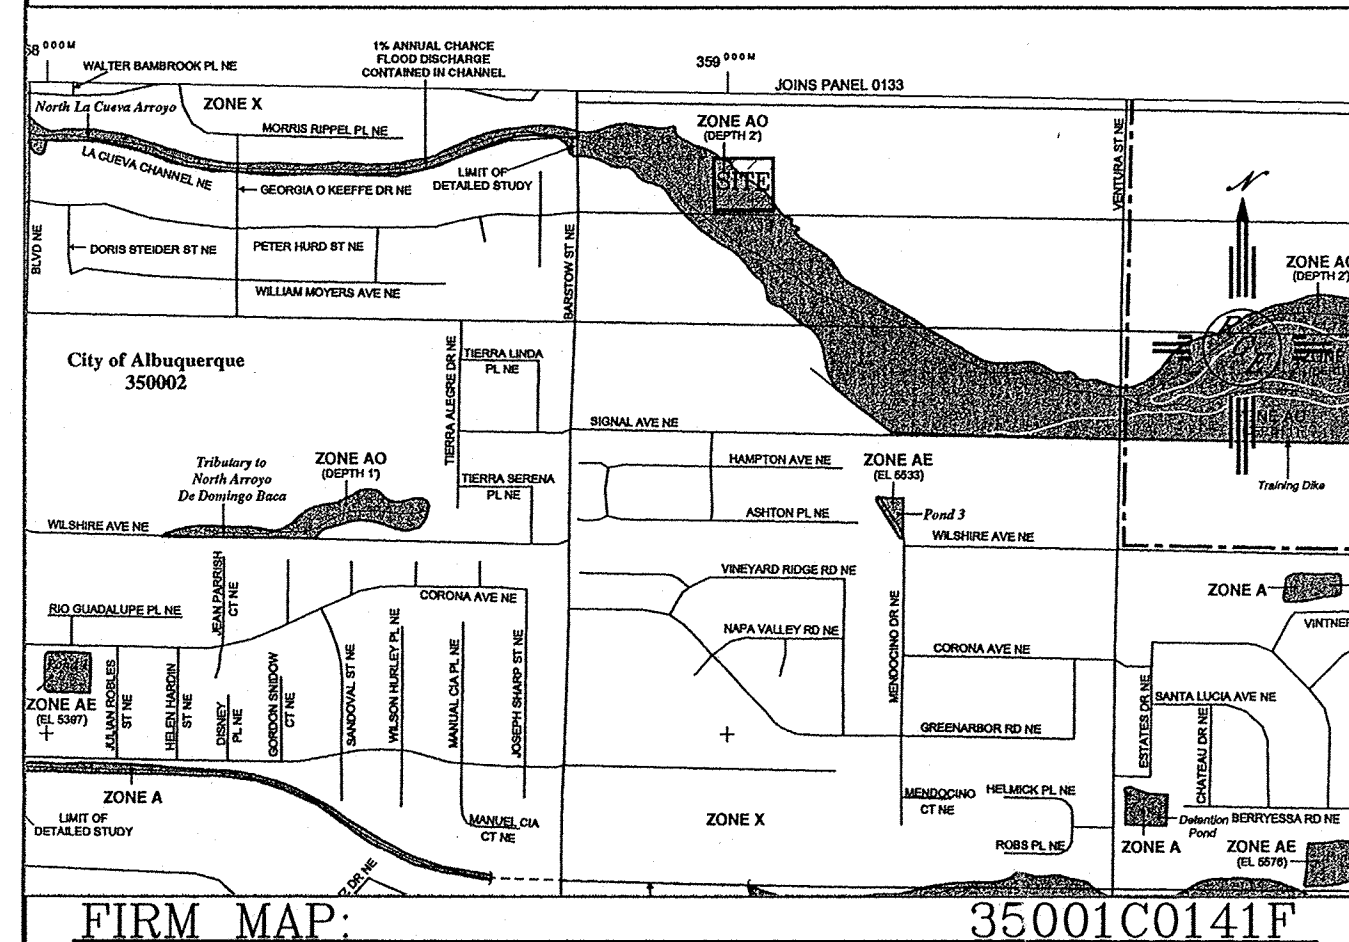 58 000M
WALTER BAMBROOK PL NE
1% ANNUAL CHANCE
FLOOD DISCHARGE
CONTAINED IN CHANNEL
359 000M
JOINS PANEL 0133
North La Cueva Arroyo
ZONE X
MORRIS RIPPEL PL NE
ZONE AO
(DEPTH 2')
VENTURA ST NE
LA CUEVA CHANNEL NE
GEORGIA O KEEFFE DR NE
LIMIT OF
DETAILED STUDY
SITE
N
BLVD NE
DORIS STEIDER ST NE
PETER HURD ST NE
WILLIAM MOYERS AVE NE
BARSTOW ST NE
ZONE AO
(DEPTH 2')
City of Albuquerque
350002
TIERRA ALEGRE DR NE
TIERRA LINDA
PL NE
SIGNAL AVE NE
ZONE AO
Tributary to
North Arroyo
De Domingo Baca
ZONE AO
(DEPTH 1')
TIERRA SERENA
PL NE
HAMPTON AVE NE
ZONE AE
(EL 5533)
Training Dike
WILSHIRE AVE NE
ASHTON PL NE
Pond 3
WILSHIRE AVE NE
JEAN PARRISH
CT NE
VINEYARD RIDGE RD NE
ZONE A
RIO GUADALUPE PL NE
CORONA AVE NE
MENDOCINO DR NE
NAPA VALLEY RD NE
VINTNER
CORONA AVE NE
ZONE AE
(EL 5397)
JULIAN ROBLES
ST NE
HELEN HARDIN
ST NE
DISNEY
PL NE
GORDON SNIDOW
CT NE
SANDOVAL ST NE
WILSON HURLEY PL NE
MANUAL CIA PL NE
JOSEPH SHARP ST NE
GREENARBOR RD NE
ESTATES DR NE
SANTA LUCIA AVE NE
CHATEAU DR NE
ZONE A
LIMIT OF
DETAILED STUDY
MANUEL CIA
CT NE
ZONE X
MENDOCINO
CT NE
HELMICK PL NE
ROBS PL NE
Detention
Pond
BERRYESSA RD NE
ZONE A
ZONE AE
(EL 5576)
Z DR NE
FIRM MAP:
35001C0141F